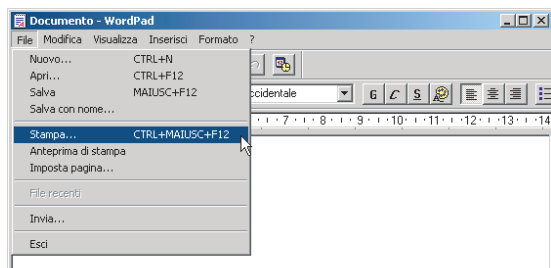 Documento - WordPad
File Modifica Visualizza Inserisci Formato ?
Nuovo... CTRL+N
Apri... CTRL+F12
Salva MAIUSC+F12
ccidentale G C S
Salva con nome...
7 8 9 10 11 12 13 14
Stampa... CTRL+MAIUSC+F12
Anteprima di stampa
Imposta pagina...
File recenti
Invia...
Esci